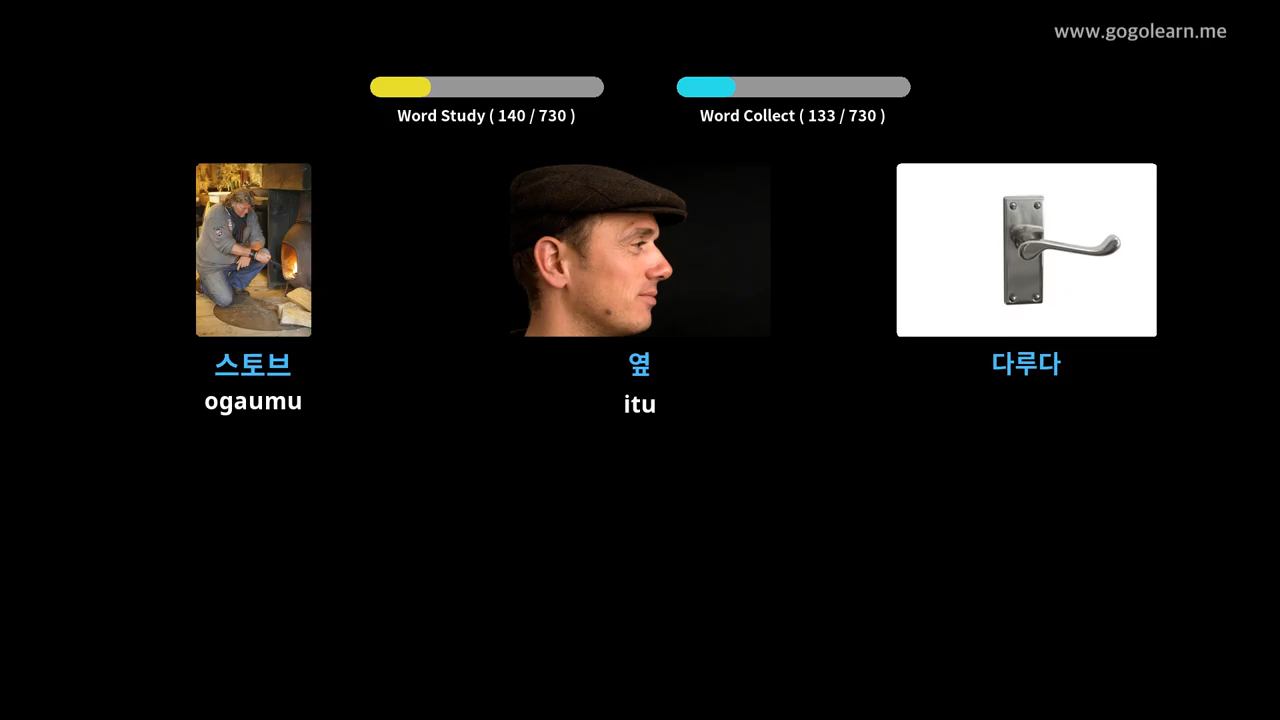 www.gogolearn.me
Word Study ( 140 / 730 )
Word Collect ( 133 / 730 )
스토브
ogaumu
옆
itu
다루다